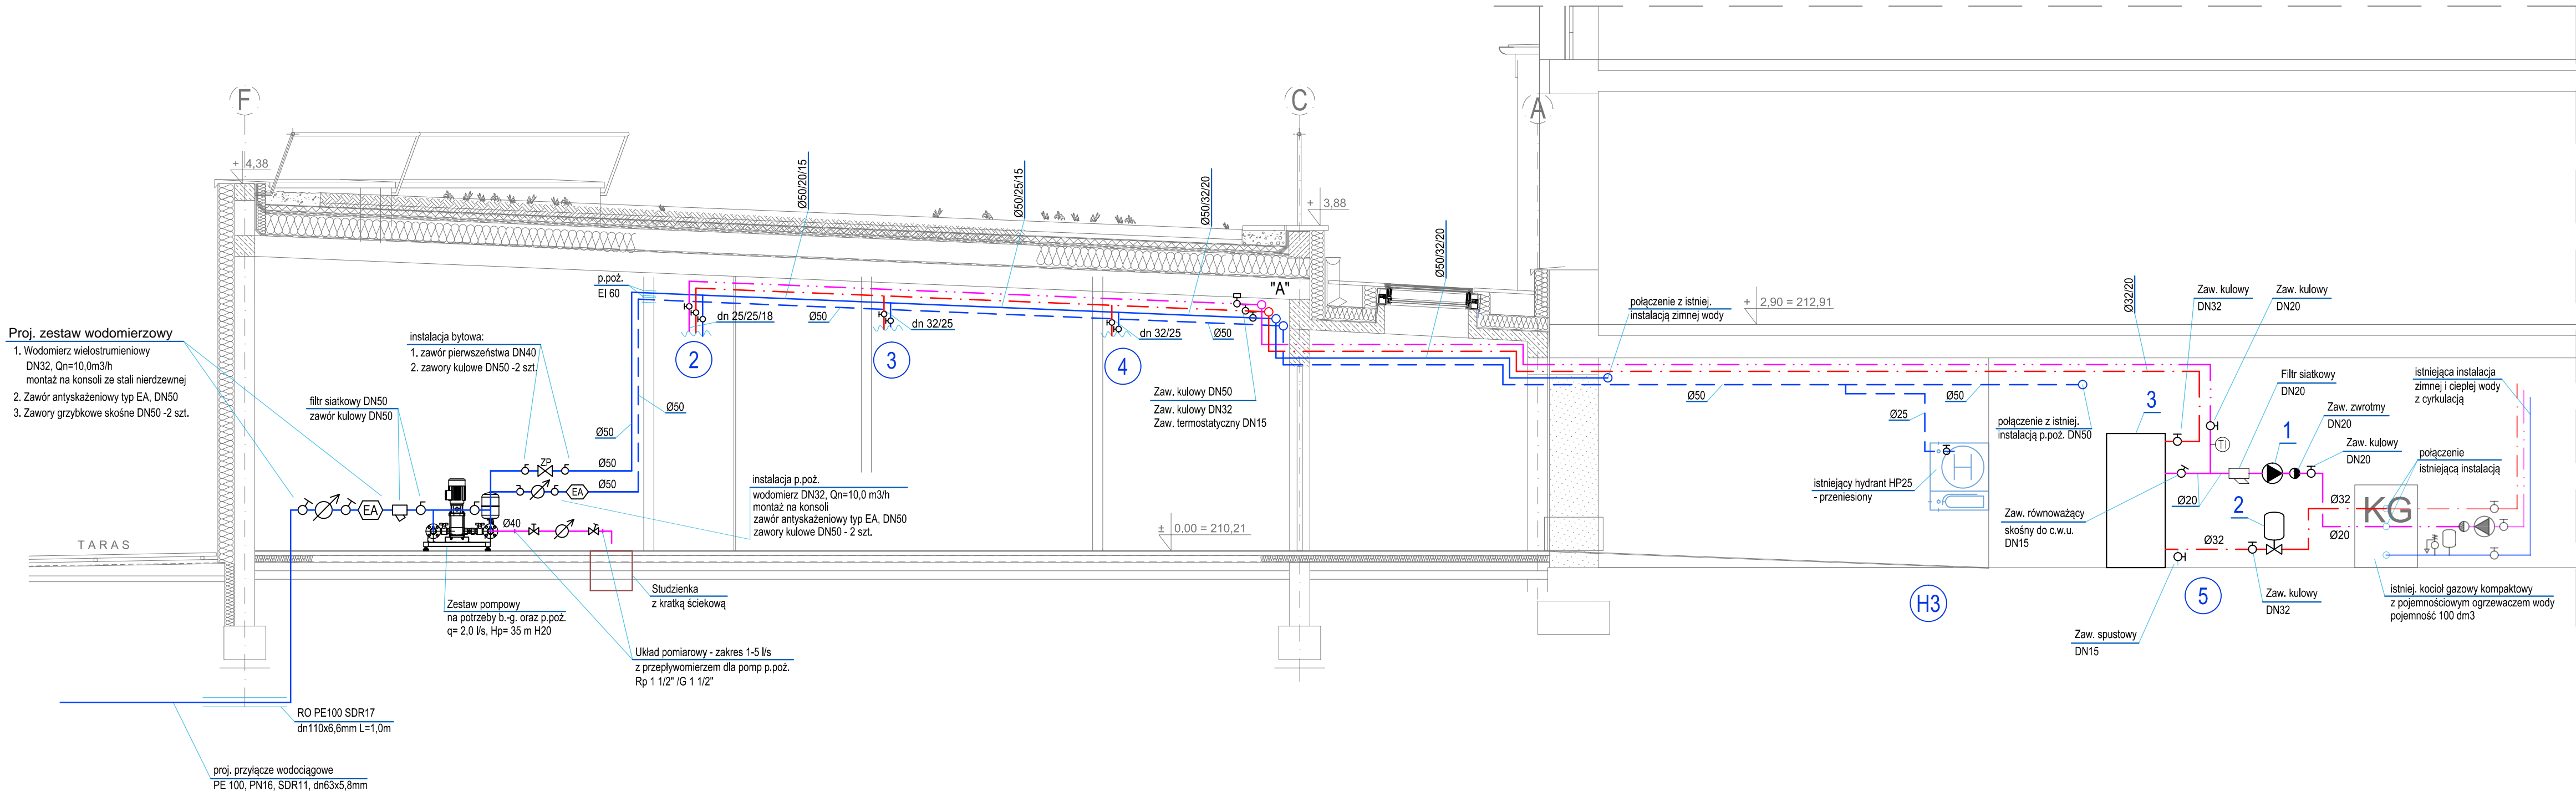 F
C
A
+ 4,38
+ 3,88
Ø50/20/15
Ø50/25/15
Ø50/32/20
Ø50/32/20
p.poż.
EI 60
"A"
Ø50
dn 25/25/18
dn 32/25
dn 32/25
Ø50
2
3
4
Zaw. kulowy DN50
Zaw. kulowy DN32
Zaw, termostatyczny DN15
Proj. zestaw wodomierzowy
1. Wodomierz wielostrumieniowy
DN32, Qn=10,0m3/h
montaż na konsoli ze stali nierdzewnej
2. Zawór antyskażeniowy typ EA, DN50
3. Zawory grzybkowe skośne DN50 -2 szt.
instalacja bytowa:
1. zawór pierwszeństwa DN40
2. zawory kulowe DN50 -2 szt.
filtr siatkowy DN50
zawór kulowy DN50
Ø50
Ø50
ZP
Ø50
Ø50
EA
EA
Ø40
instalacja p.poż.
wodomierz DN32, Qn=10,0 m3/h
montaż na konsoli
zawór antyskażeniowy typ EA, DN50
zawory kulowe DN50 - 2 szt.
± 0.00 = 210,21
TARAS
Zestaw pompowy
na potrzeby b.-g. oraz p.poż.
q= 2,0 l/s, Hp= 35 m H20
Studzienka
z kratką ściekową
Układ pomiarowy - zakres 1-5 l/s
z przepływomierzem dla pomp p.poż.
Rp 1 1/2" /G 1 1/2"
RO PE100 SDR17
dn110x6,6mm L=1,0m
proj. przyłącze wodociągowe
PE 100, PN16, SDR11, dn63x5,8mm
połączenie z istniej.
instalacją zimnej wody
+ 2,90 = 212,91
Ø50
Ø25
Ø50
połączenie z istniej.
instalacją p.poż. DN50
istniejący hydrant HP25
- przeniesiony
H
H3
Ø32/20
Zaw. kulowy
DN32
Zaw. kulowy
DN20
Filtr siatkowy
DN20
Zaw. zwrotmy
DN20
Zaw. kulowy
DN20
istniejąca instalacja
zimnej i ciepłej wody
z cyrkulacją
połączenie
istniejącą instalacją
3
TI
1
2
Ø20
Ø32
Ø20
Ø32
KG
Zaw. równoważący
skośny do c.w.u.
DN15
5
Zaw. kulowy
DN32
Zaw. spustowy
DN15
istniej. kocioł gazowy kompaktowy
z pojemnościowym ogrzewaczem wody
pojemność 100 dm3